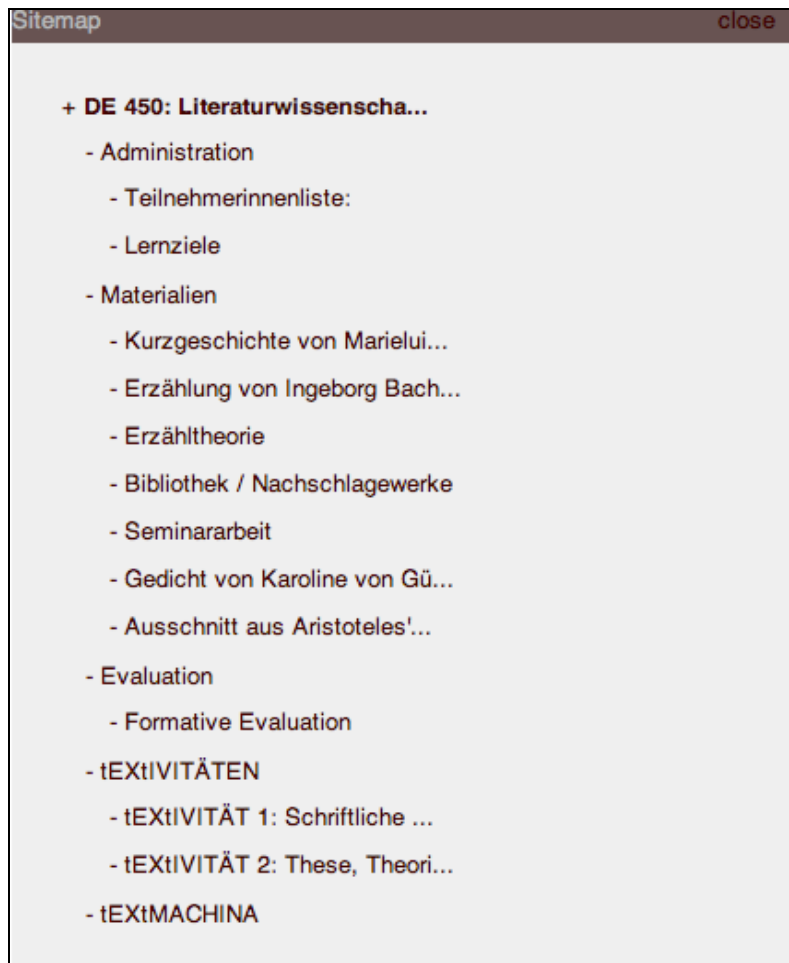 Sitemap close
+ DE 450: Literaturwissenscha...
- Administration
- Teilnehmerinnenliste:
- Lernziele
- Materialien
- Kurzgeschichte von Marielui...
- Erzählung von Ingeborg Bach...
- Erzähltheorie
- Bibliothek / Nachschlagewerke
- Seminararbeit
- Gedicht von Karoline von Gü...
- Ausschnitt aus Aristoteles'...
- Evaluation
- Formative Evaluation
- tEXtIVITÄTEN
- tEXtIVITÄT 1: Schriftliche ...
- tEXtIVITÄT 2: These, Theori...
- tEXtMACHINA